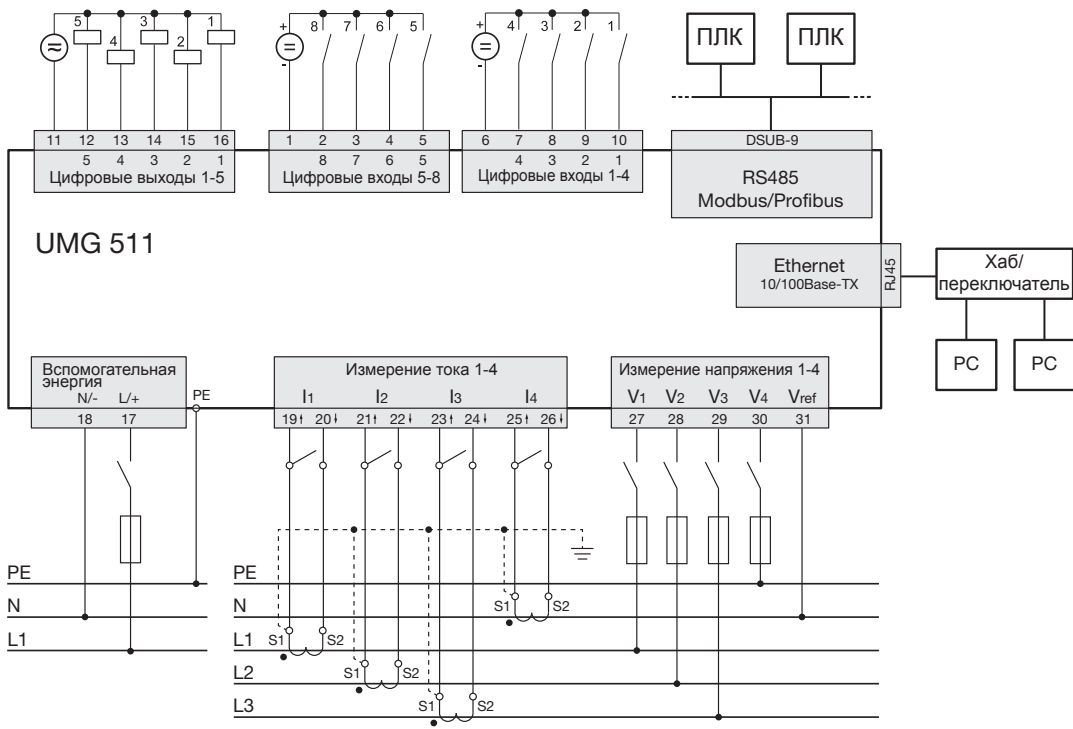 5 3 1
4 2
8 7 6 5
4 3 2 1
+ = -
+ = -
ПЛК ПЛК
11 12 13 14 15 16
5 4 3 2 1
Цифровые выходы 1-5
1 2 3 4 5
8 7 6 5
Цифровые входы 5-8
6 7 8 9 10
4 3 2 1
Цифровые входы 1-4
DSUB-9
RS485
Modbus/Profibus
UMG 511
Ethernet
10/100Base-TX
RJ45
Хаб/
переключатель
PC PC
Вспомогательная
энергия
N/- L/+ PE
18 17
Измерение тока 1-4
I1 I2 I3 I4
19 20 21 22 23 24 25 26
Измерение напряжения 1-4
V1 V2 V3 V4 Vref
27 28 29 30 31
PE
N
L1
PE
N
L1
L2
L3
S1 S2
S1 S2
S1 S2
S1 S2